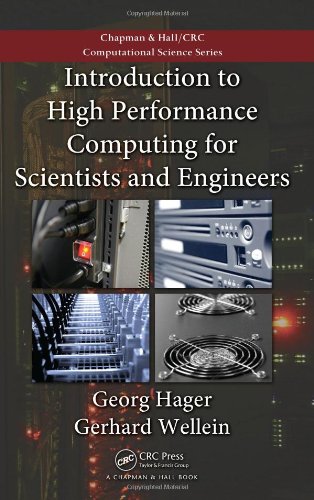 Chapman & Hall/CRC
Computational Science Series
Introduction to
High Performance
Computing for
Scientists and Engineers
Georg Hager
Gerhard Wellein
CRC
CRC Press
Taylor & Francis Group
A CHAPMAN & HALL BOOK